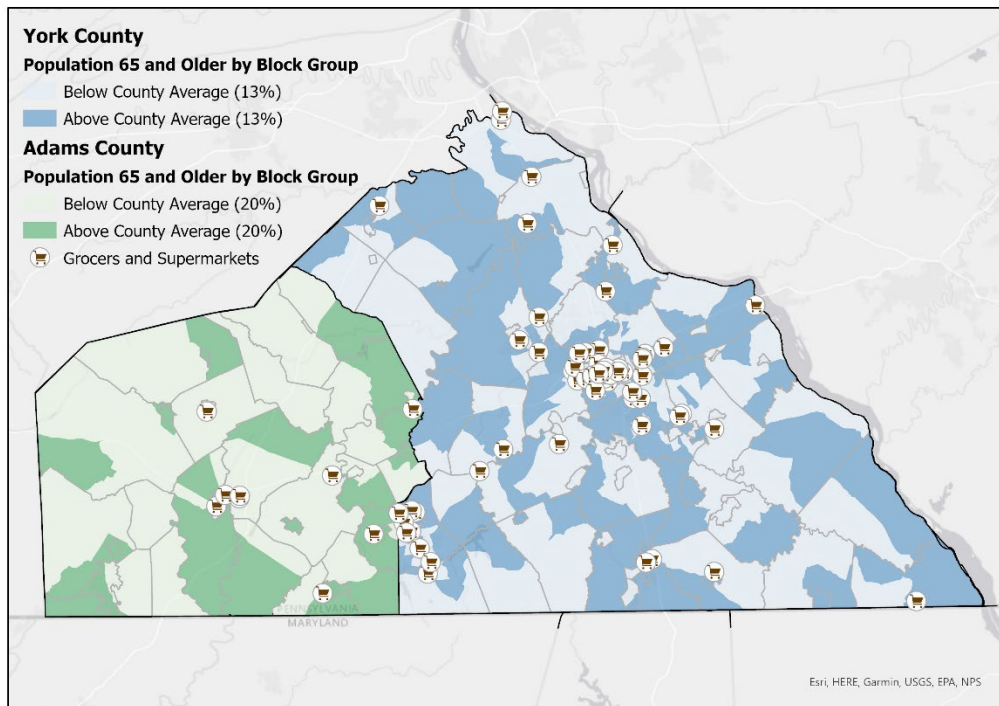 York County
Population 65 and Older by Block Group
Below County Average (13%)
Above County Average (13%)
Adams County
Population 65 and Older by Block Group
Below County Average (20%)
Above County Average (20%)
Grocers and Supermarkets
PENNSYLVANIA
MARYLAND
Esri, HERE, Garmin, USGS, EPA, NPS